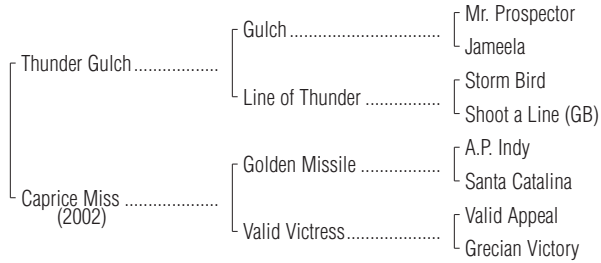 Mr. Prospector
Gulch
Jameela
Thunder Gulch
Storm Bird
Line of Thunder
Shoot a Line (GB)
A.P. Indy
Golden Missile
Santa Catalina
Caprice Miss
(2002)
Valid Appeal
Valid Victress
Grecian Victory